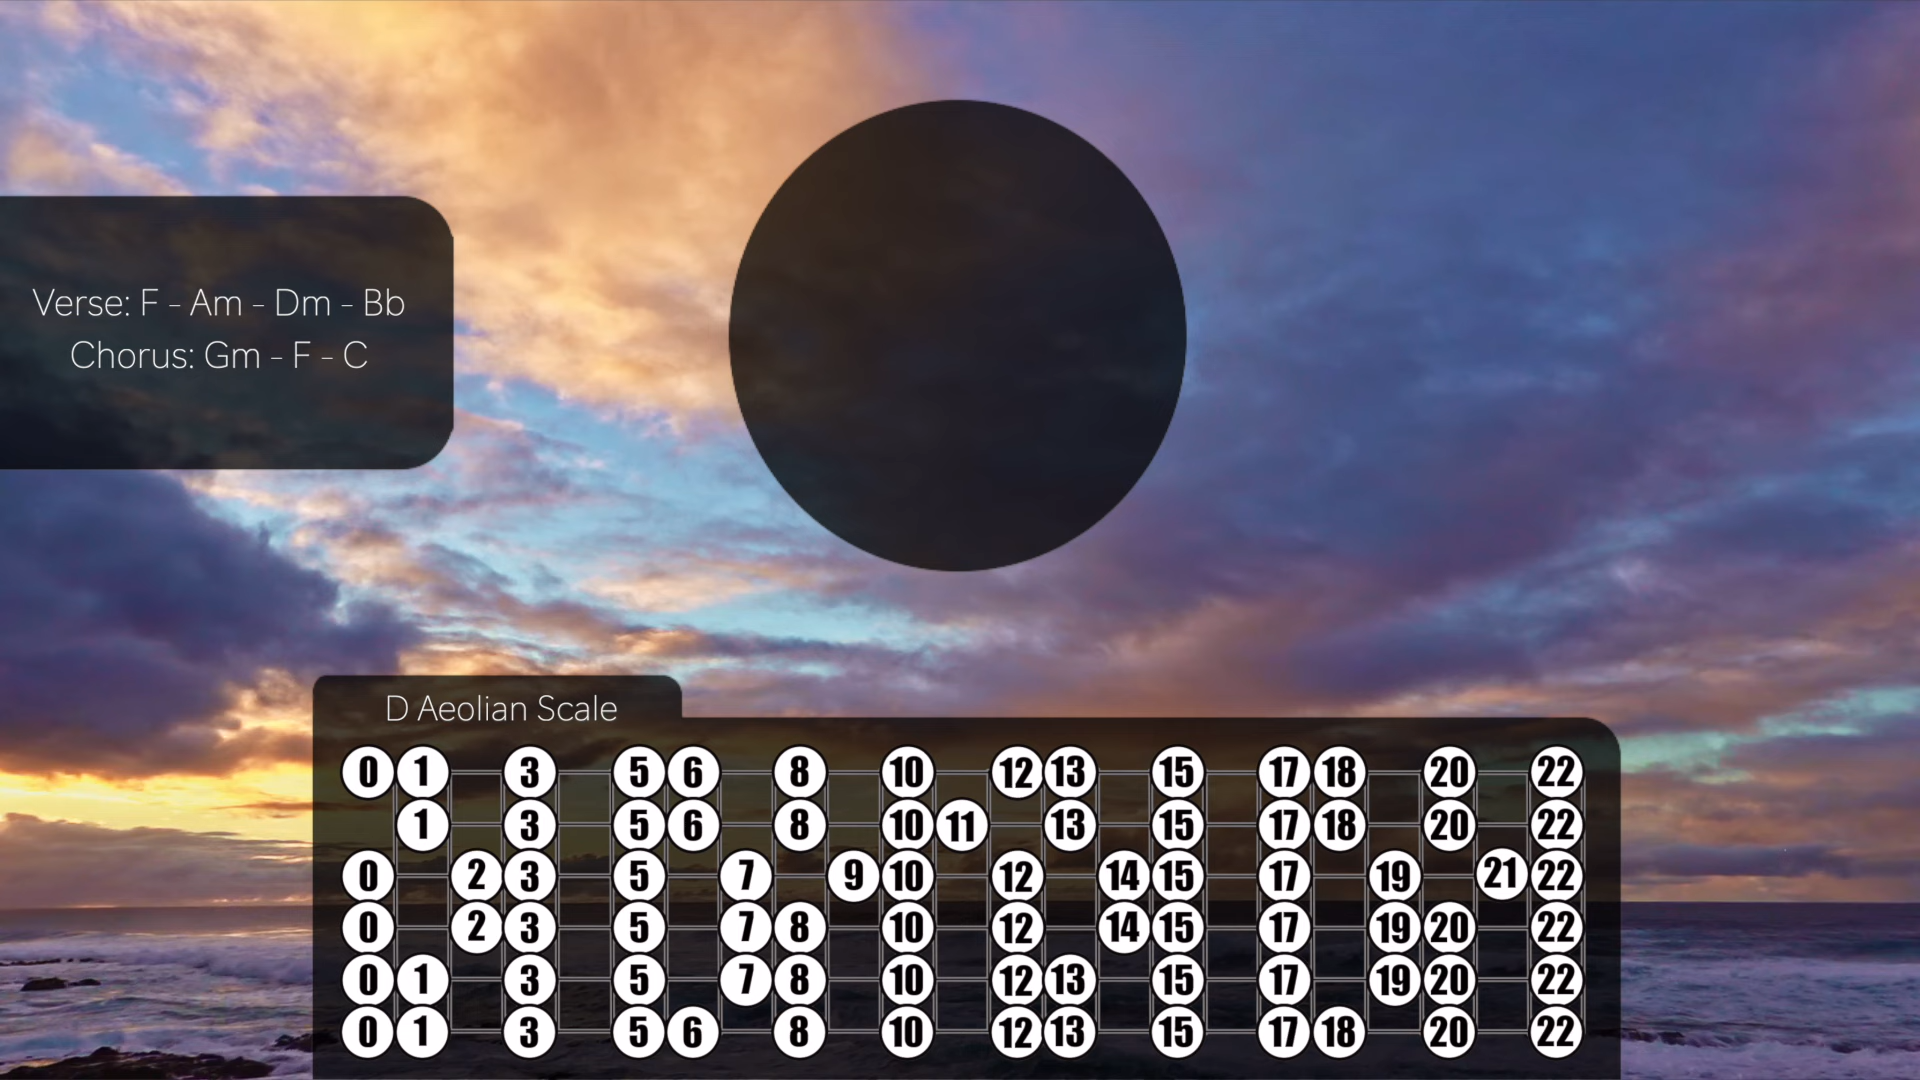 Verse: F - Am - Dm - Bb
Chorus: Gm - F - C
D Aeolian Scale
0 1 3 5 6 8 10 12 13 15 17 18 20 22
1 3 5 6 8 10 11 13 15 17 18 20 22
0 2 3 5 7 9 10 12 14 15 17 19 21 22
0 2 3 5 7 8 10 12 14 15 17 19 20 22
0 1 3 5 7 8 10 12 13 15 17 19 20 22
0 1 3 5 6 8 10 12 13 15 17 18 20 22